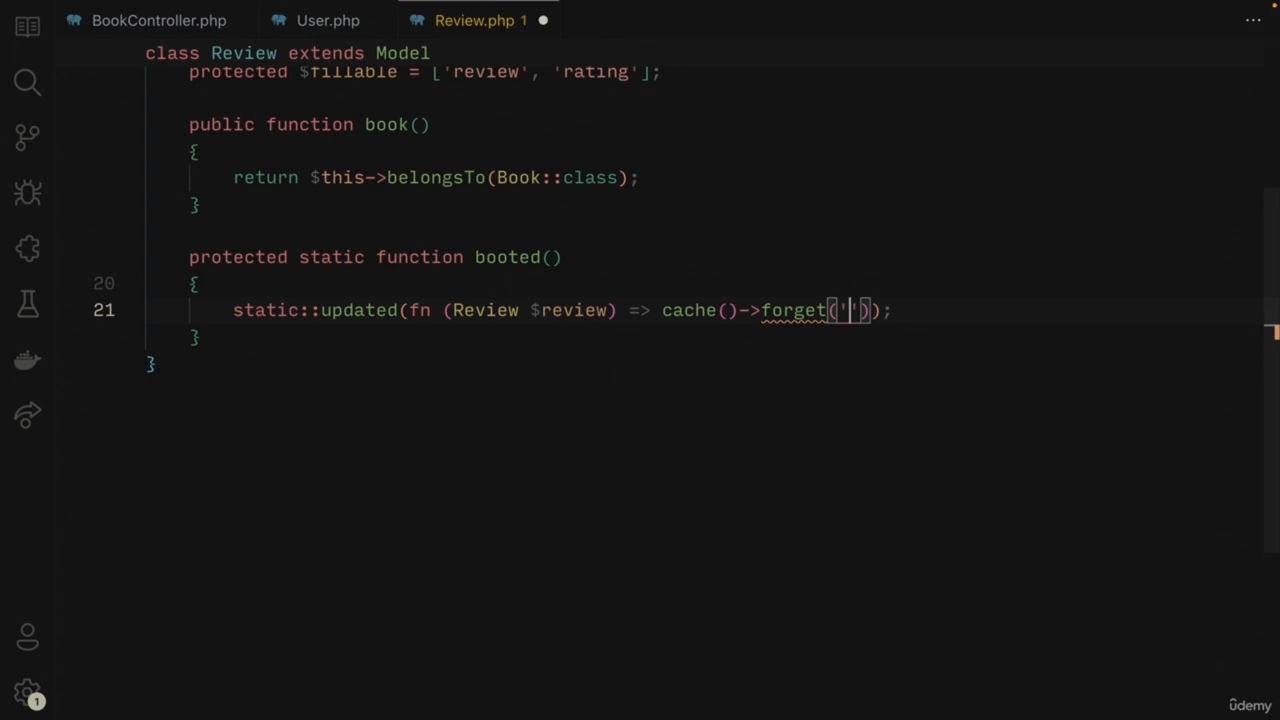 BookController.php User.php Review.php 1
class Review extends Model
protected $fillable = ['review', 'rating'];
public function book()
{
return $this->belongsTo(Book::class);
}
protected static function booted()
20 {
21 static::updated(fn (Review $review) => cache()->forget(''));
}
}
1
ûdemy